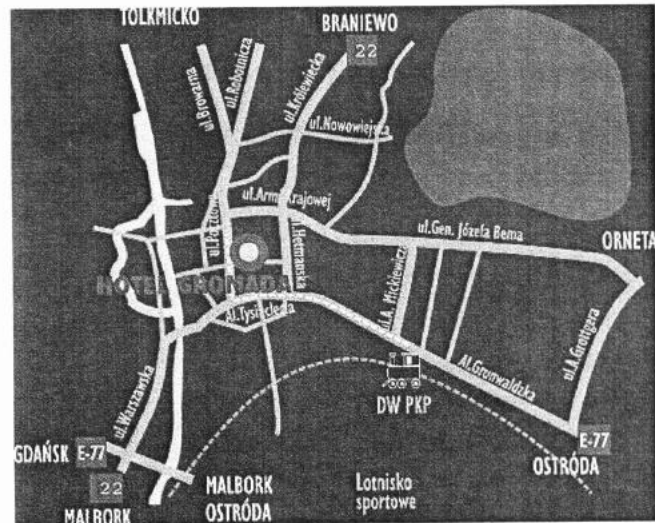 TOLKMICKO
BRANIEWO
22
ul.Browarna
ul.Robotnicza
ul.Królewiecka
ul.Nowowiejska
ul.Armii Krajowej
ul.Gen. Józefa Bema
ORNETA
ul.Pocztowa
ul.Hetmańska
HOTEL GROMADA
ul.A. Mickiewicza
Al.Tysiąclecia
ul.A.Grottgera
Al.Grunwaldzka
ul.Warszawska
DW PKP
GDAŃSK E-77
E-77
OSTRÓDA
22
MALBORK
MALBORK
OSTRÓDA
Lotnisko
sportowe